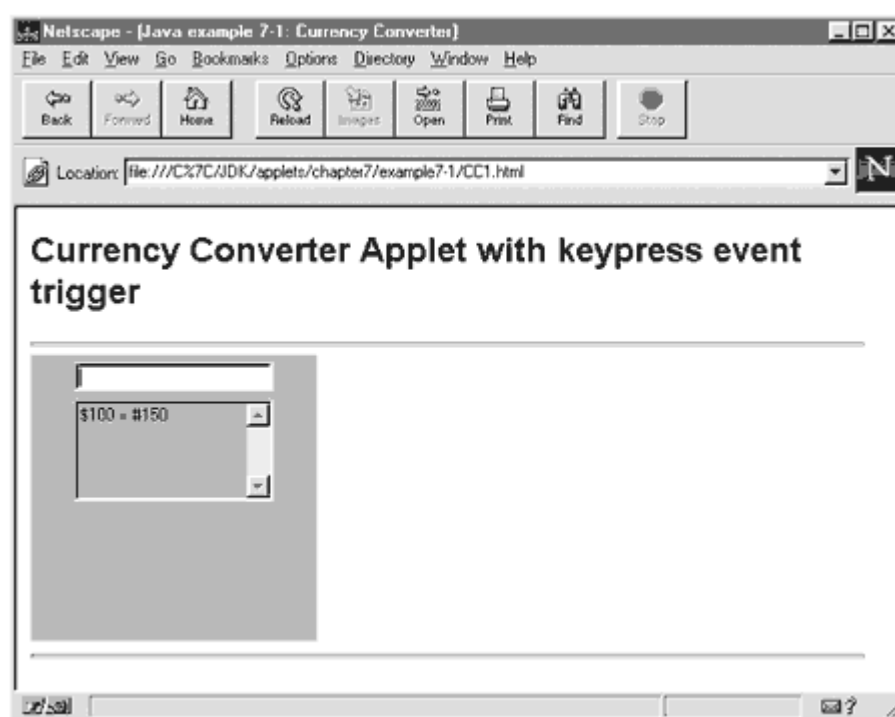 Netscape - [Java example 7-1: Currency Converter]
File Edit View Go Bookmarks Options Directory Window Help
Back Forward Home Reload Images Open Print Find Stop
Location: file:///C%7C/JDK/applets/chapter7/example7-1/CC1.html
N
Currency Converter Applet with keypress event
trigger
$100 = #150
?